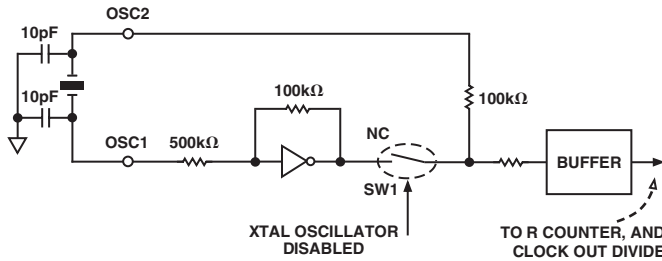 OSC2
10pF
10pF
OSC1
500kΩ
100kΩ
NC
SW1
100kΩ
BUFFER
XTAL OSCILLATOR
DISABLED
TO R COUNTER, AND
CLOCK OUT DIVIDE